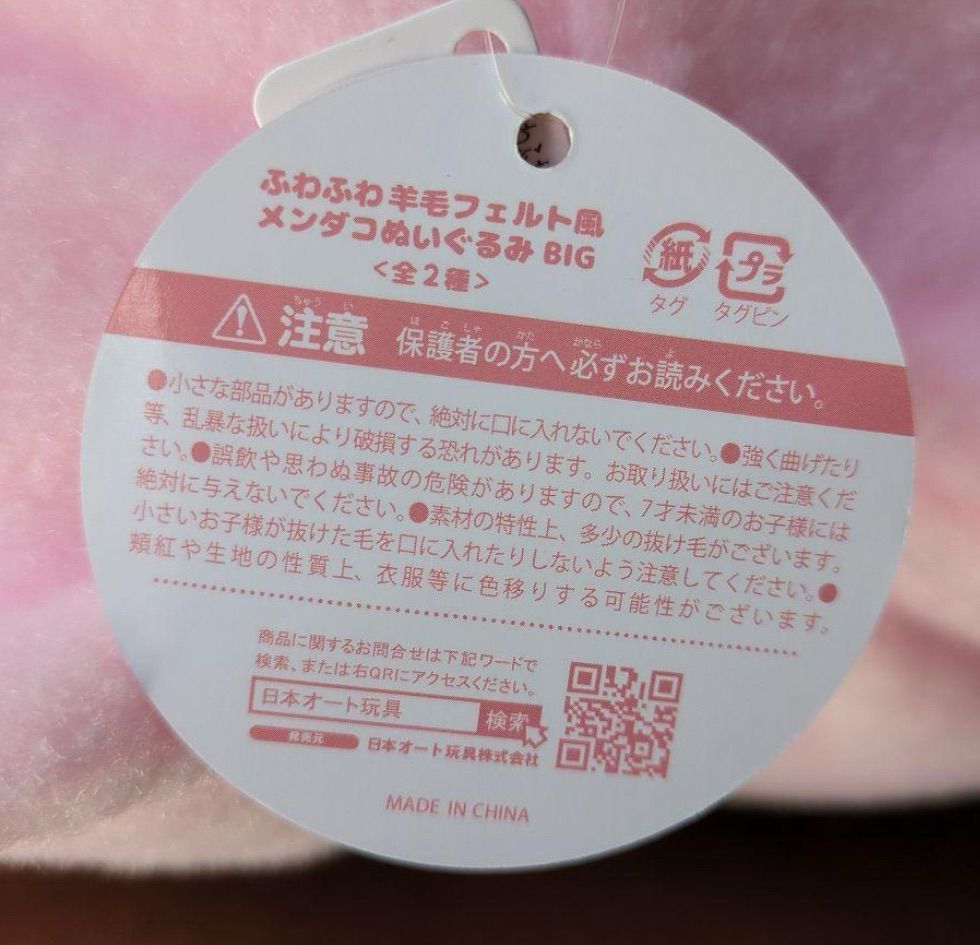 ふわふわ羊毛フェルト風
メンダコぬいぐるみ BIG
<全2種>
紙
タグ
プラ
タグピン
注意 保護者の方へ必ずお読みください。
ちゅう い ほ ご しゃ かた かなら よ
●小さな部品がありますので、絶対に口に入れないでください。●強く曲げたり
等、乱暴な扱いにより破損する恐れがあります。お取り扱いにはご注意くだ
さい。●誤飲や思わぬ事故の危険がありますので、7才未満のお子様には
絶対に与えないでください。●素材の特性上、多少の抜け毛がございます。
小さいお子様が抜けた毛を口に入れたりしないよう注意してください。●
頬紅や生地の性質上、衣服等に色移りする可能性がございます。
商品に関するお問合せは下記ワードで
検索、または右QRにアクセスください。
日本オート玩具 検索
発売元 日本オート玩具株式会社
MADE IN CHINA